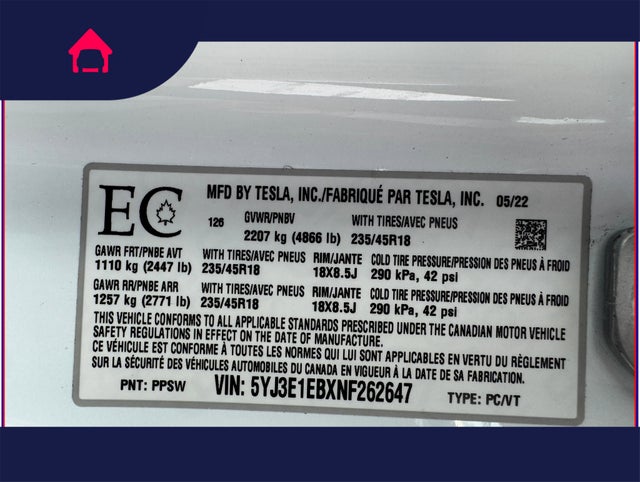 EC
MFD BY TESLA, INC./FABRIQUÉ PAR TESLA, INC. 05/22
126 GVWR/PNBV WITH TIRES/AVEC PNEUS
2207 kg (4866 lb) 235/45R18
GAWR FRT/PNBE AVT WITH TIRES/AVEC PNEUS RIM/JANTE COLD TIRE PRESSURE/PRESSION DES PNEUS À FROID
1110 kg (2447 lb) 235/45R18 18X8.5J 290 kPa, 42 psi
GAWR RR/PNBE ARR WITH TIRES/AVEC PNEUS RIM/JANTE COLD TIRE PRESSURE/PRESSION DES PNEUS À FROID
1257 kg (2771 lb) 235/45R18 18X8.5J 290 kPa, 42 psi
THIS VEHICLE CONFORMS TO ALL APPLICABLE STANDARDS PRESCRIBED UNDER THE CANADIAN MOTOR VEHICLE
SAFETY REGULATIONS IN EFFECT ON THE DATE OF MANUFACTURE.
CE VÉHICULE EST CONFORME À TOUTES LES NORMES QUI LUI SONT APPLICABLES EN VERTU DU RÈGLEMENT
SUR LA SÉCURITÉ DES VÉHICULES AUTOMOBILES DU CANADA EN VIGUEUR À LA DATE DE SA FABRICATION.
PNT: PPSW VIN: 5YJ3E1EBXNF262647 TYPE: PC/VT